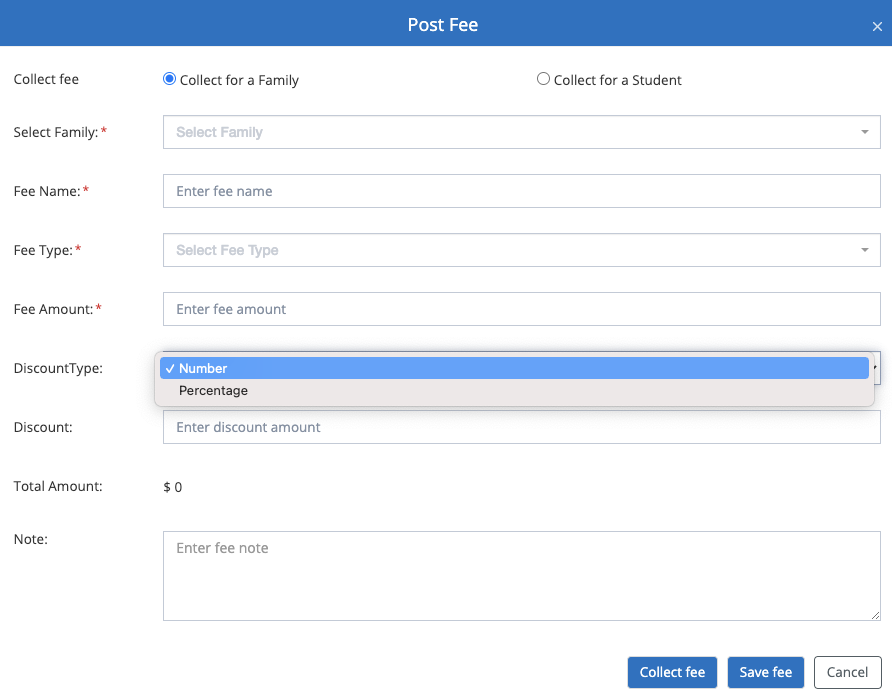 Post Fee
×
Collect fee
Collect for a Family
Collect for a Student
Select Family:*
Select Family
Fee Name:*
Enter fee name
Fee Type:*
Select Fee Type
Fee Amount:*
Enter fee amount
DiscountType:
✓ Number
Percentage
Discount:
Enter discount amount
Total Amount:
$ 0
Note:
Enter fee note
Collect fee
Save fee
Cancel